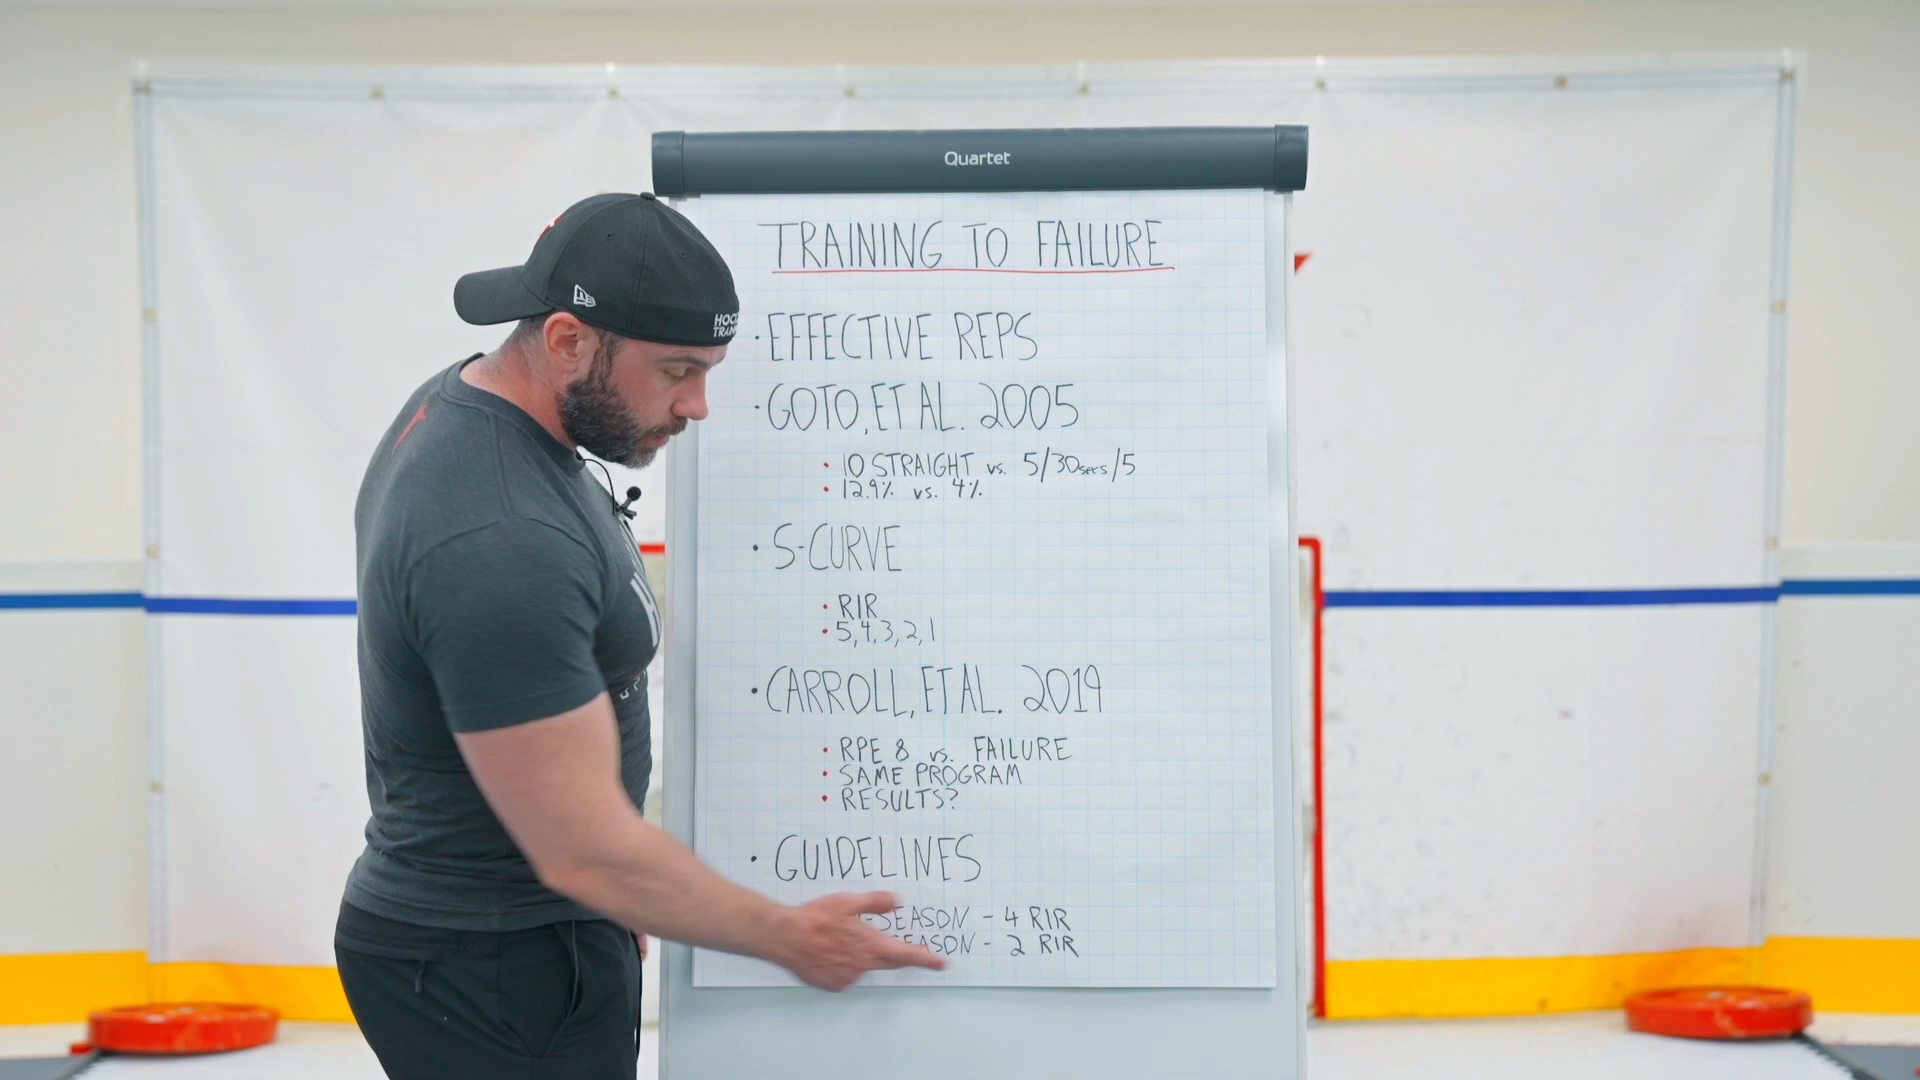 Quartet
TRAINING TO FAILURE
· EFFECTIVE REPS
· GOTO, ET AL. 2005
· 10 STRAIGHT vs. 5/30secs/5
· 12.9% vs. 4%
· S-CURVE
· RIR
· 5,4,3,2,1
· CARROLL, ET AL. 2019
· RPE 8 vs. FAILURE
· SAME PROGRAM
· RESULTS?
· GUIDELINES
-SEASON - 4 RIR
SEASON - 2 RIR